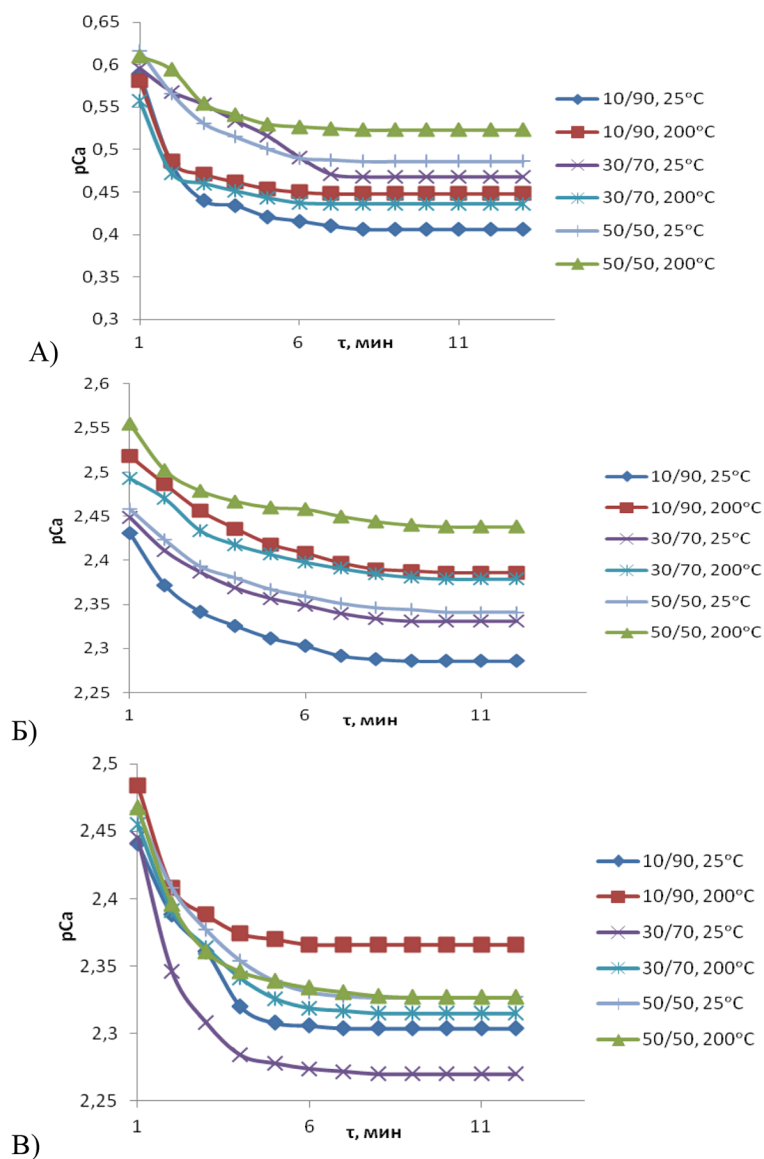 0,65
0,6
0,55
0,5
0,45
0,4
0,35
0,3
pCa
1
6
11
τ, мин
10/90, 25°C
10/90, 200°C
30/70, 25°C
30/70, 200°C
50/50, 25°C
50/50, 200°C
А)
2,6
2,55
2,5
2,45
2,4
2,35
2,3
2,25
pCa
1
6
11
τ, мин
10/90, 25°C
10/90, 200°C
30/70, 25°C
30/70, 200°C
50/50, 25°C
50/50, 200°C
Б)
2,5
2,45
2,4
2,35
2,3
2,25
pCa
1
6
11
τ, мин
10/90, 25°C
10/90, 200°C
30/70, 25°C
30/70, 200°C
50/50, 25°C
50/50, 200°C
В)